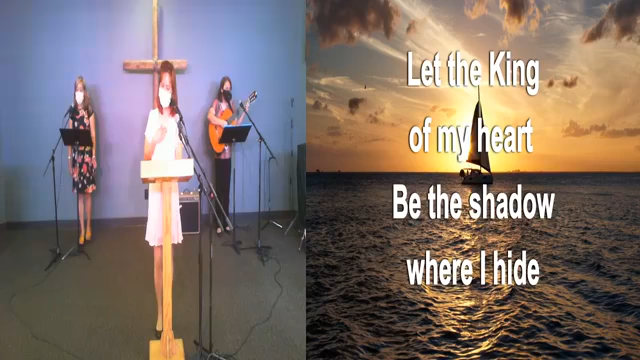 Let the King
of my heart
Be the shadow
where I hide